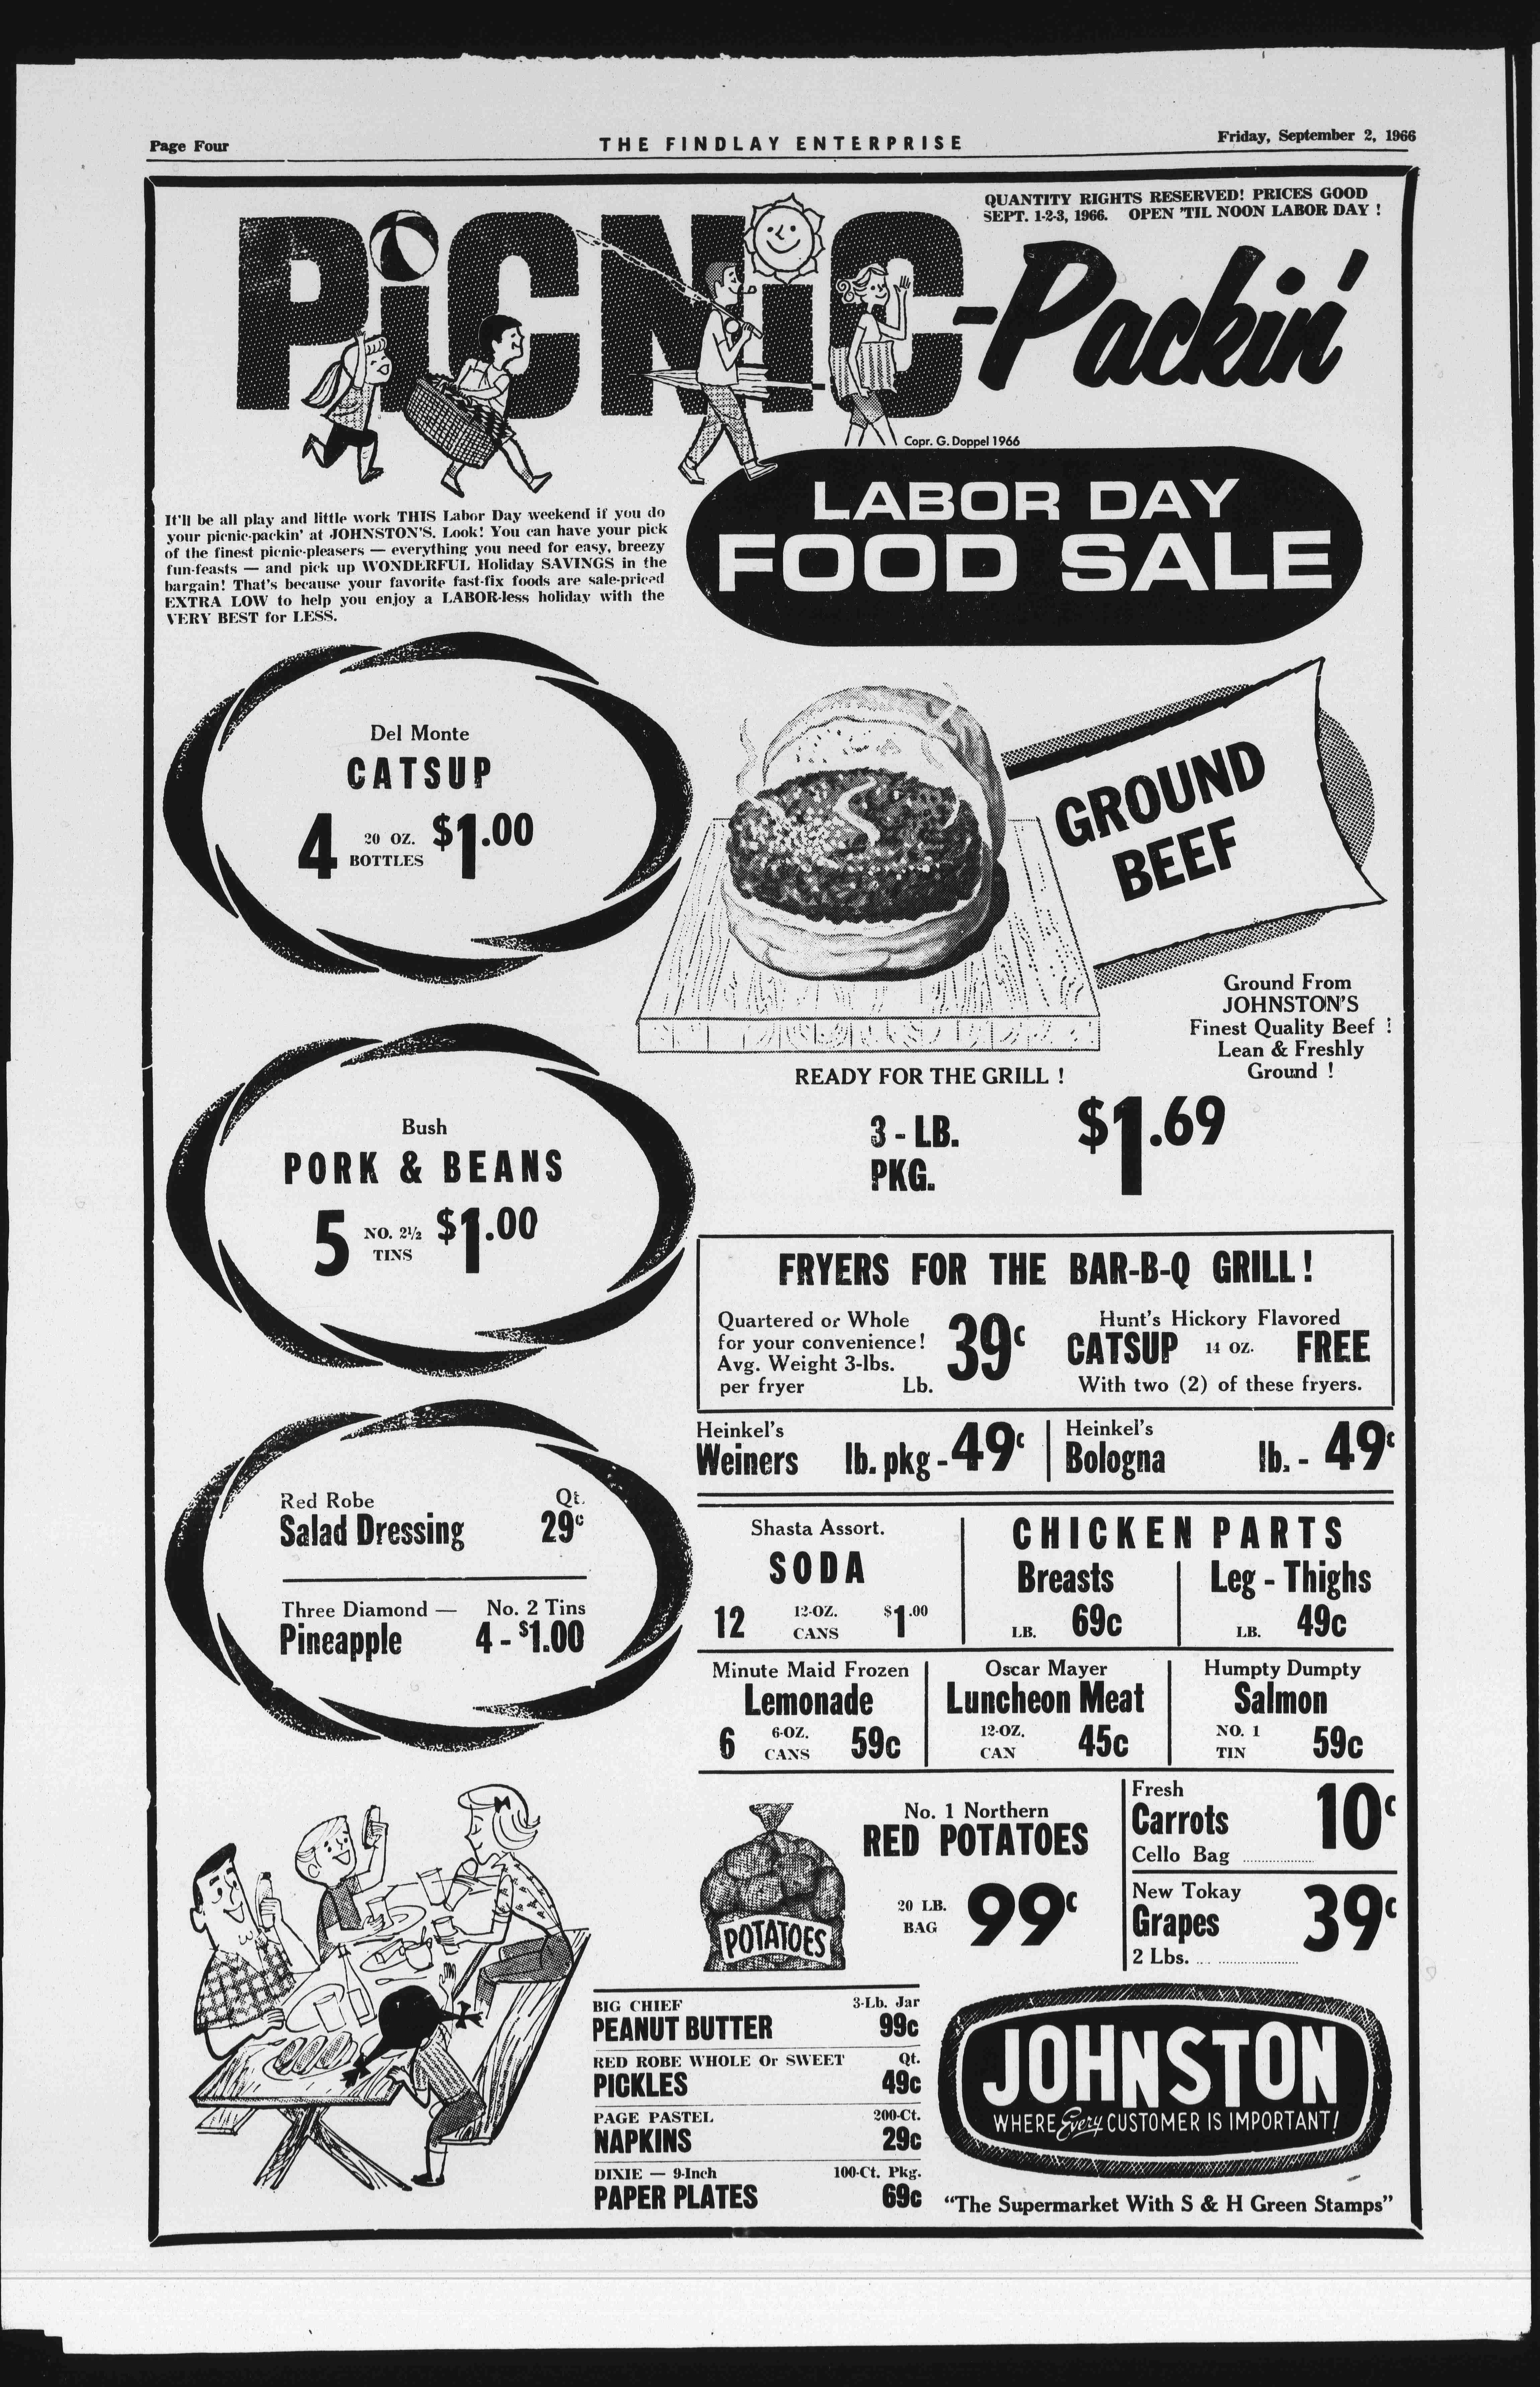 Page Four
THE FINDLAY ENTERPRISE
Friday, September 2, 1966
QUANTITY RIGHTS RESERVED! PRICES GOOD
SEPT. 1-2-3, 1966. OPEN 'TIL NOON LABOR DAY !
PiCNiC-Packin'
Copr. G. Doppel 1966
LABOR DAY
FOOD SALE
It'll be all play and little work THIS Labor Day weekend if you do
your picnic-packin' at JOHNSTON'S. Look! You can have your pick
of the finest picnic-pleasers — everything you need for easy, breezy
fun-feasts — and pick up WONDERFUL Holiday SAVINGS in the
bargain! That's because your favorite fast-fix foods are sale-priced
EXTRA LOW to help you enjoy a LABOR-less holiday with the
VERY BEST for LESS.
Del Monte
CATSUP
4 20 OZ. BOTTLES $1.00
GROUND
BEEF
Ground From
JOHNSTON'S
Finest Quality Beef !
Lean & Freshly
Ground !
READY FOR THE GRILL !
3 - LB.
PKG.
$1.69
Bush
PORK & BEANS
5 NO. 2½ TINS $1.00
FRYERS FOR THE BAR-B-Q GRILL!
Quartered or Whole
for your convenience!
Avg. Weight 3-lbs.
per fryer Lb.
39c
Hunt's Hickory Flavored
CATSUP 14 OZ. FREE
With two (2) of these fryers.
Heinkel's
Weiners lb. pkg - 49c
Heinkel's
Bologna lb. - 49c
Red Robe Qt.
Salad Dressing 29c
Three Diamond — No. 2 Tins
Pineapple 4 - $1.00
Shasta Assort.
SODA
12 12-OZ. CANS $1.00
CHICKEN PARTS
Breasts
LB. 69c
Leg - Thighs
LB. 49c
Minute Maid Frozen
Lemonade
6 6-OZ. CANS 59c
Oscar Mayer
Luncheon Meat
12-OZ. CAN 45c
Humpty Dumpty
Salmon
NO. 1 TIN 59c
POTATOES
No. 1 Northern
RED POTATOES
20 LB. BAG 99c
Fresh
Carrots 10c
Cello Bag
New Tokay
Grapes 39c
2 Lbs.
BIG CHIEF 3-Lb. Jar
PEANUT BUTTER 99c
RED ROBE WHOLE Or SWEET Qt.
PICKLES 49c
PAGE PASTEL 200-Ct.
NAPKINS 29c
DIXIE — 9-Inch 100-Ct. Pkg.
PAPER PLATES 69c
JOHNSTON
WHERE Every CUSTOMER IS IMPORTANT!
"The Supermarket With S & H Green Stamps"